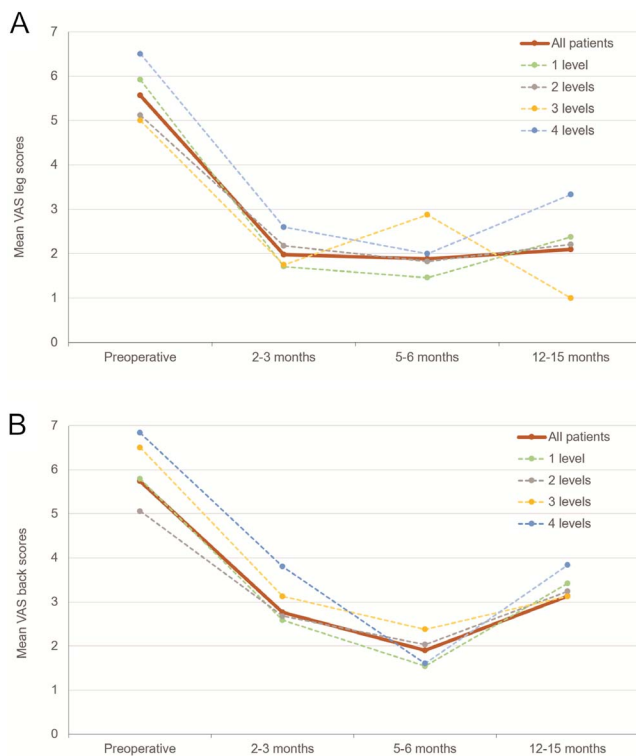 A
7
6
5
4
3
2
1
0
Mean VAS leg scores
All patients
1 level
2 levels
3 levels
4 levels
Preoperative 2-3 months 5-6 months 12-15 months
B
7
6
5
4
3
2
1
0
Mean VAS back scores
All patients
1 level
2 levels
3 levels
4 levels
Preoperative 2-3 months 5-6 months 12-15 months